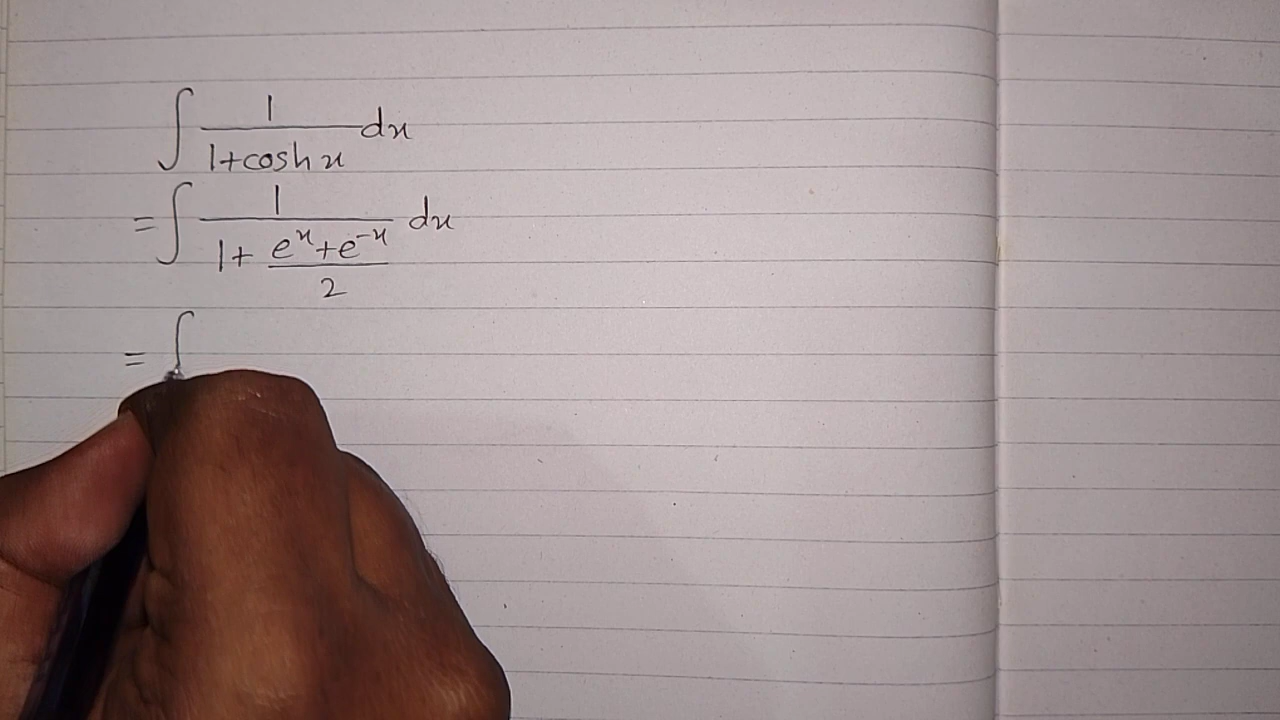 ∫ 1/(1+cosh x) dx
= ∫ 1/(1+ (e^x+e^-x)/2) dx
= ∫